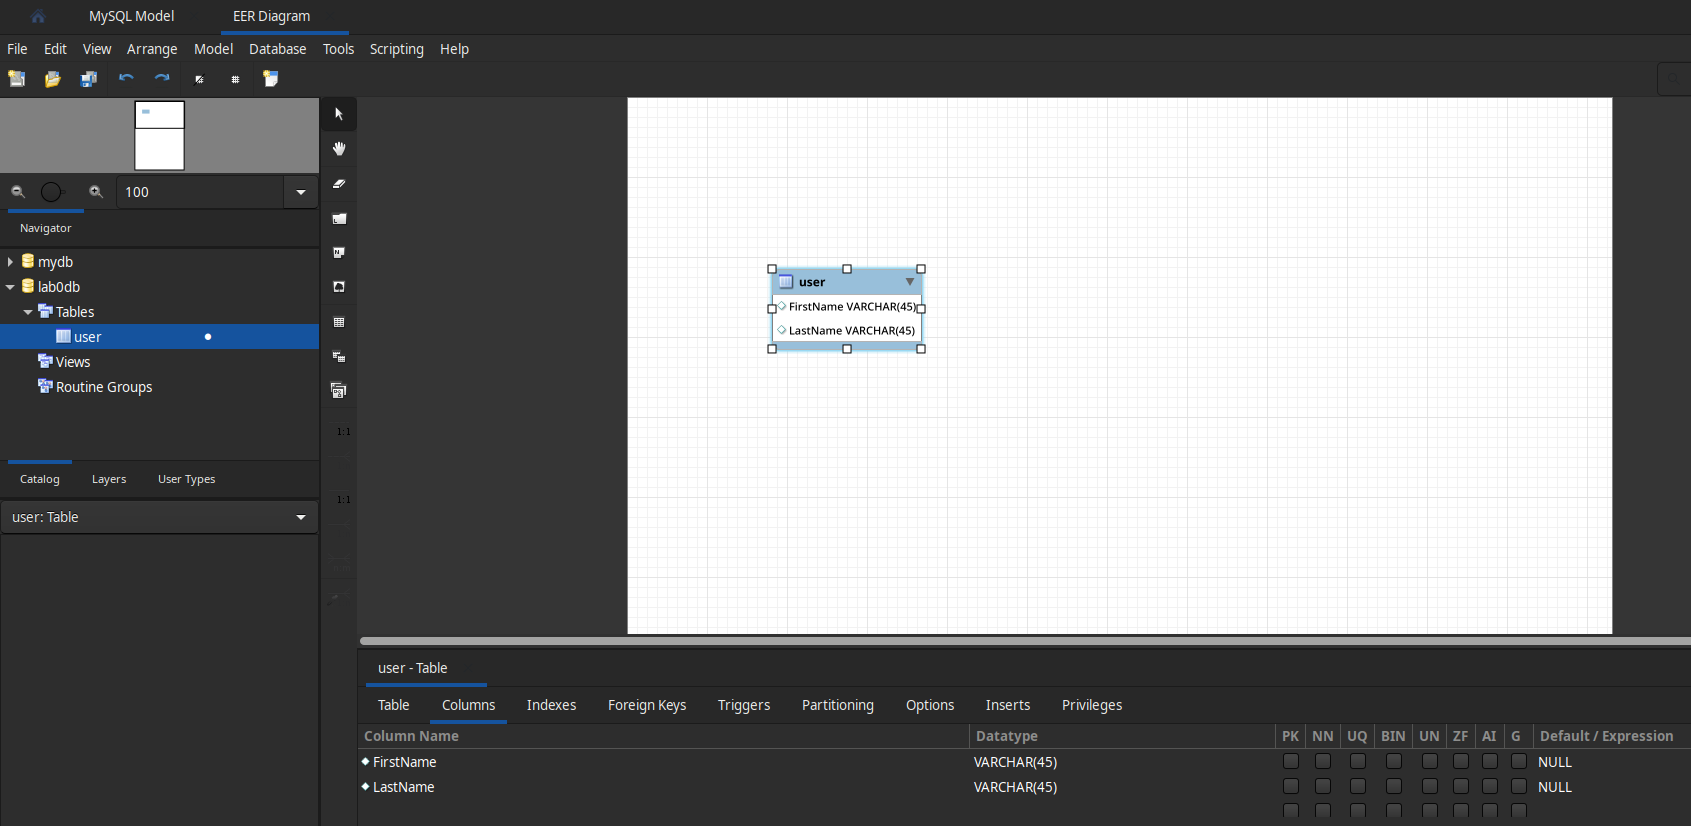 MySQL Model EER Diagram
File Edit View Arrange Model Database Tools Scripting Help
100
Navigator
mydb
lab0db
Tables
user
Views
Routine Groups
Catalog Layers User Types
user: Table
1:1
1:1
user
FirstName VARCHAR(45)
LastName VARCHAR(45)
user - Table
Table Columns Indexes Foreign Keys Triggers Partitioning Options Inserts Privileges
Column Name Datatype PK NN UQ BIN UN ZF AI G Default / Expression
FirstName VARCHAR(45) NULL
LastName VARCHAR(45) NULL